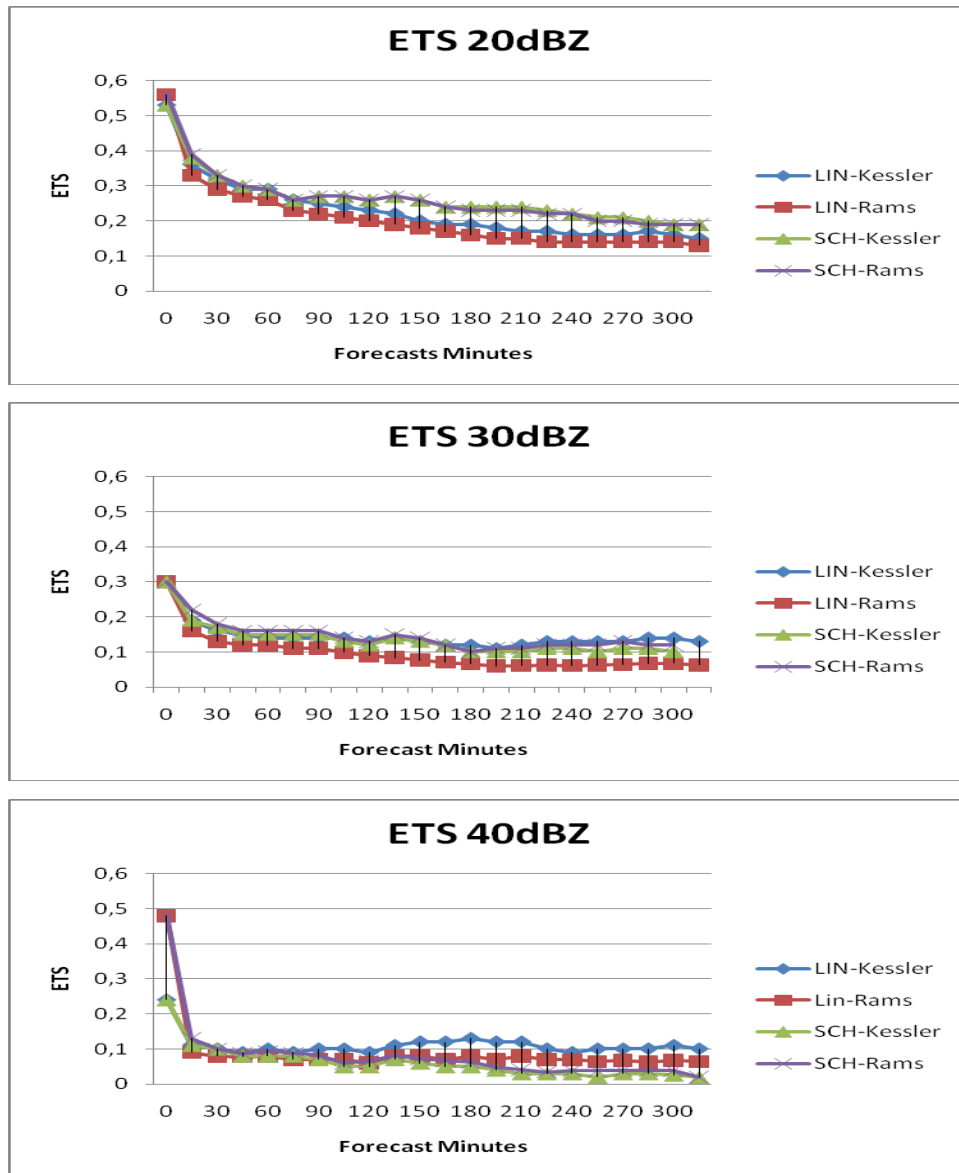 ETS 20dBZ
0,6
0,5
0,4
0,3
0,2
0,1
0
ETS
0 30 60 90 120 150 180 210 240 270 300
Forecasts Minutes
LIN-Kessler
LIN-Rams
SCH-Kessler
SCH-Rams
ETS 30dBZ
0,6
0,5
0,4
0,3
0,2
0,1
0
ETS
0 30 60 90 120 150 180 210 240 270 300
Forecast Minutes
LIN-Kessler
LIN-Rams
SCH-Kessler
SCH-Rams
ETS 40dBZ
0,6
0,5
0,4
0,3
0,2
0,1
0
ETS
0 30 60 90 120 150 180 210 240 270 300
Forecast Minutes
LIN-Kessler
Lin-Rams
SCH-Kessler
SCH-Rams